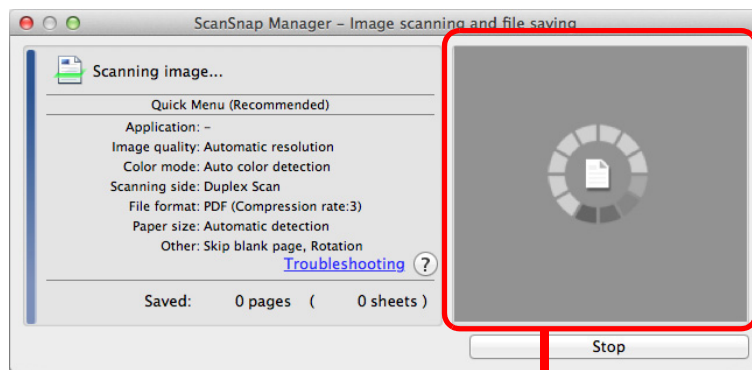 ScanSnap Manager – Image scanning and file saving
Scanning image...
Quick Menu (Recommended)
Application: –
Image quality: Automatic resolution
Color mode: Auto color detection
Scanning side: Duplex Scan
File format: PDF (Compression rate:3)
Paper size: Automatic detection
Other: Skip blank page, Rotation
Troubleshooting ?
Saved: 0 pages ( 0 sheets )
Stop